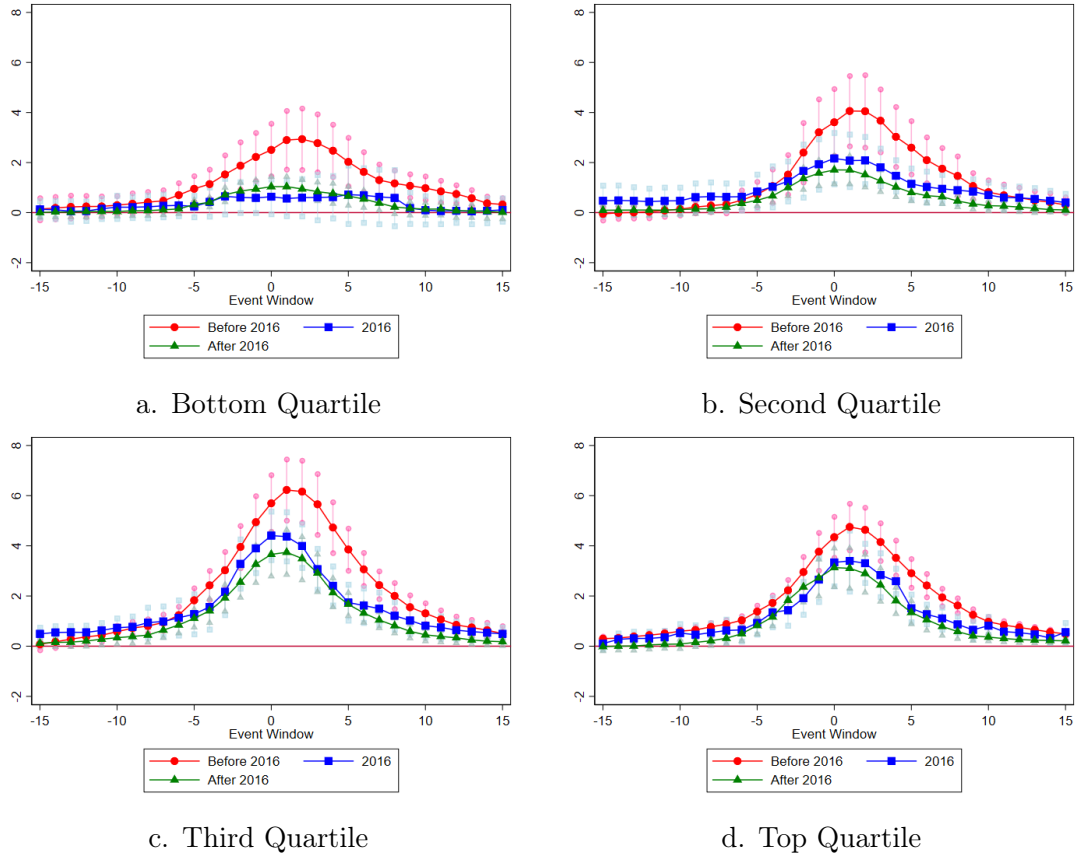 8
6
4
2
0
-2
-15 -10 -5 0 5 10 15
Event Window
Before 2016 2016
After 2016
a. Bottom Quartile
8
6
4
2
0
-2
-15 -10 -5 0 5 10 15
Event Window
Before 2016 2016
After 2016
b. Second Quartile
8
6
4
2
0
-2
-15 -10 -5 0 5 10 15
Event Window
Before 2016 2016
After 2016
c. Third Quartile
8
6
4
2
0
-2
-15 -10 -5 0 5 10 15
Event Window
Before 2016 2016
After 2016
d. Top Quartile